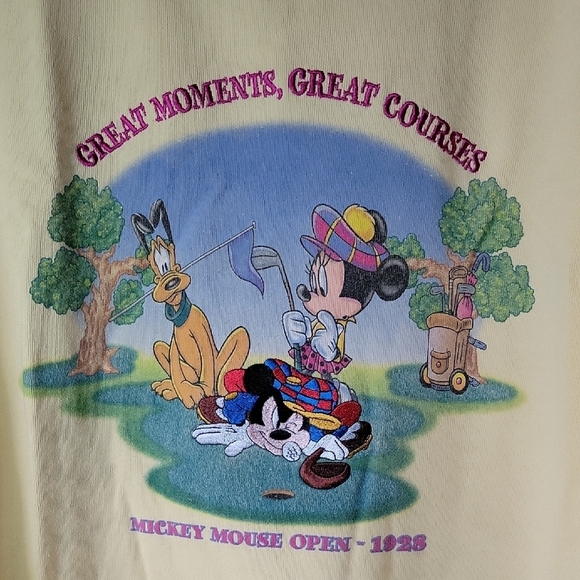 GREAT MOMENTS, GREAT COURSES
MICKEY MOUSE OPEN - 1928